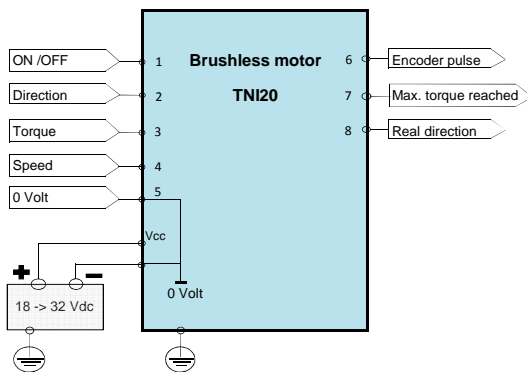 ON /OFF
Direction
Torque
Speed
0 Volt
1
2
3
4
5
Brushless motor
TNI20
6
7
8
Encoder pulse
Max. torque reached
Real direction
Vcc
+
−
18 -> 32 Vdc
0 Volt